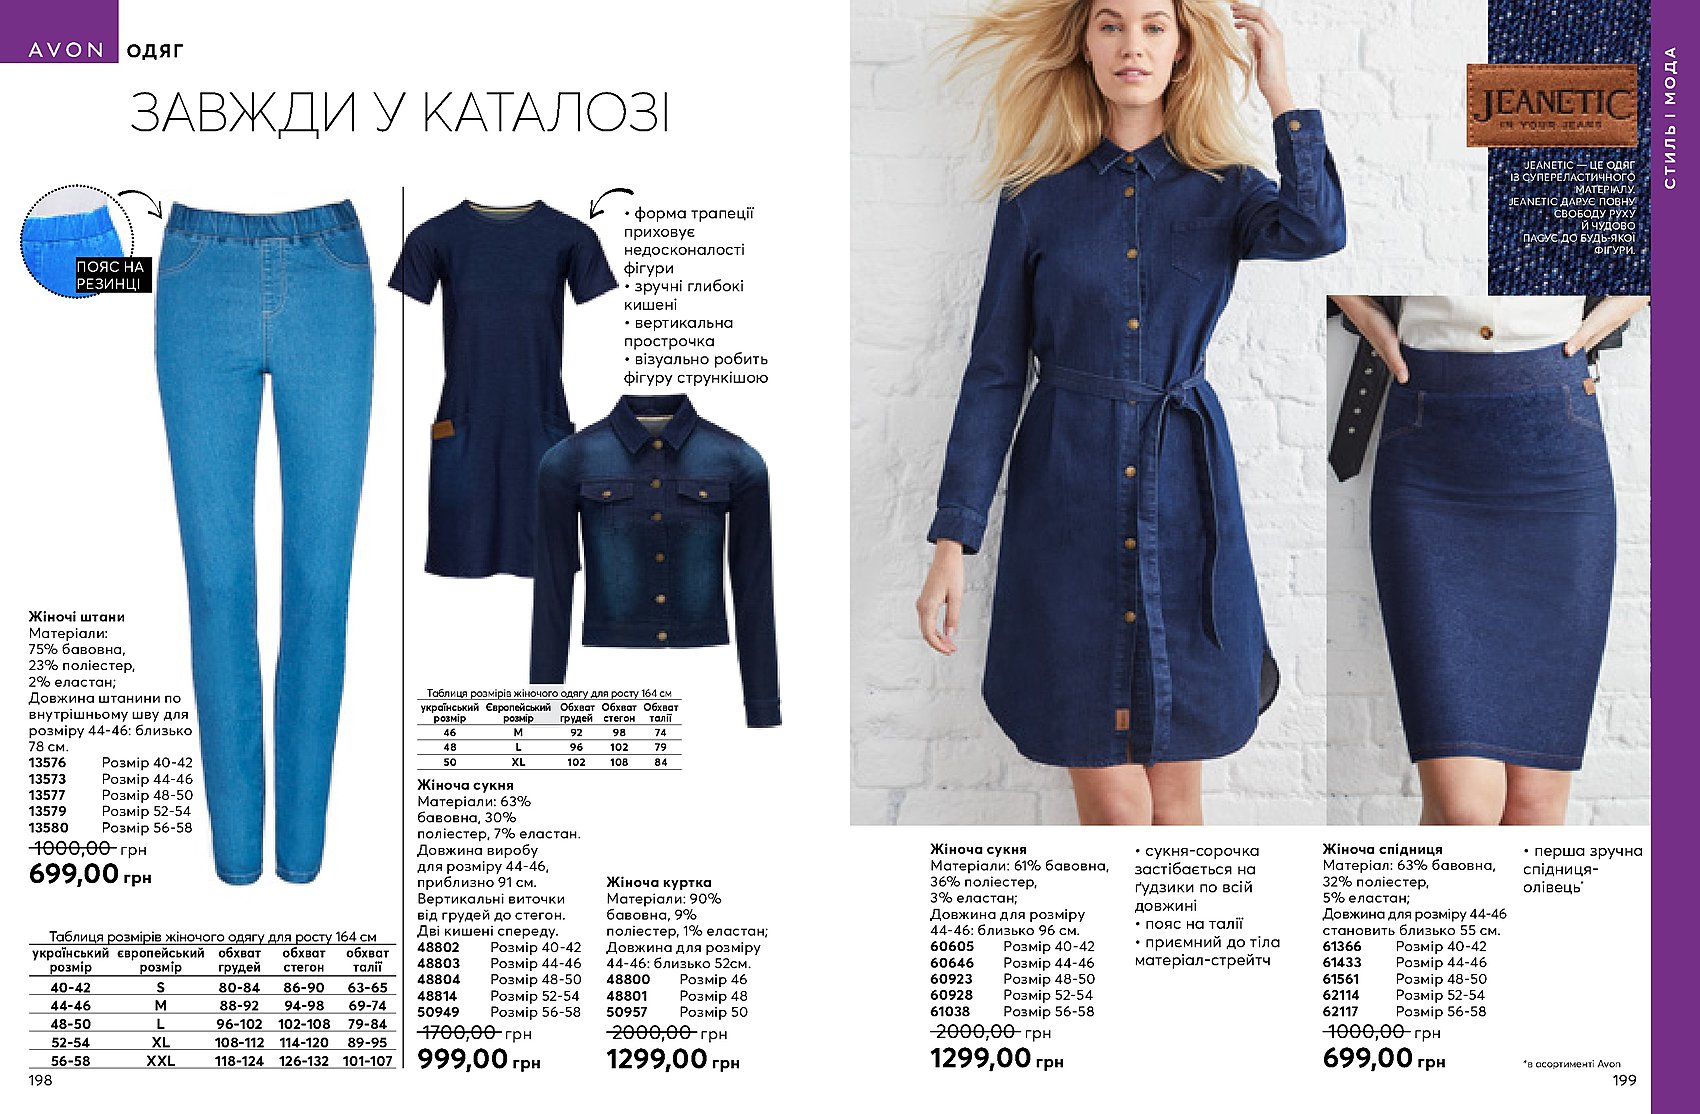 AVON ОДЯГ
ЗАВЖДИ У КАТАЛОЗІ
ПОЯС НА
РЕЗИНЦІ
• форма трапеції
приховує
недосконалості
фігури
• зручні глибокі
кишені
• вертикальна
прострочка
• візуально робить
фігуру стрункішою
Жіночі штани
Матеріали:
75% бавовна,
23% поліестер,
2% еластан;
Довжина штанини по
внутрішньому шву для
розміру 44-46: близько
78 см.
13576 Розмір 40-42
13573 Розмір 44-46
13577 Розмір 48-50
13579 Розмір 52-54
13580 Розмір 56-58
1000,00 грн
699,00 грн
Таблиця розмірів жіночого одягу для росту 164 см
український європейський обхват обхват обхват
розмір розмір грудей стегон талії
40-42 S 80-84 86-90 63-65
44-46 M 88-92 94-98 69-74
48-50 L 96-102 102-108 79-84
52-54 XL 108-112 114-120 89-95
56-58 XXL 118-124 126-132 101-107
198
Таблиця розмірів жіночого одягу для росту 164 см
український Європейський Обхват Обхват Обхват
розмір розмір грудей стегон талії
46 M 92 98 74
48 L 96 102 79
50 XL 102 108 84
Жіноча сукня
Матеріали: 63%
бавовна, 30%
поліестер, 7% еластан.
Довжина виробу
для розміру 44-46,
приблизно 91 см.
Вертикальні виточки
від грудей до стегон.
Дві кишені спереду.
48802 Розмір 40-42
48803 Розмір 44-46
48804 Розмір 48-50
48814 Розмір 52-54
50949 Розмір 56-58
1700,00 грн
999,00 грн
Жіноча куртка
Матеріали: 90%
бавовна, 9%
поліестер, 1% еластан;
Довжина для розміру
44-46: близько 52см.
48800 Розмір 46
48801 Розмір 48
50957 Розмір 50
2000,00 грн
1299,00 грн
JEANETIC
IN YOUR JEANS
JEANETIC — ЦЕ ОДЯГ
ІЗ СУПЕРЕЛАСТИЧНОГО
МАТЕРІАЛУ.
JEANETIC ДАРУЄ ПОВНУ
СВОБОДУ РУХУ
Й ЧУДОВО
ПАСУЄ ДО БУДЬ-ЯКОЇ
ФІГУРИ.
СТИЛЬ І МОДА
Жіноча сукня
Матеріали: 61% бавовна,
36% поліестер,
3% еластан;
Довжина для розміру
44-46: близько 96 см.
60605 Розмір 40-42
60646 Розмір 44-46
60923 Розмір 48-50
60928 Розмір 52-54
61038 Розмір 56-58
2000,00 грн
1299,00 грн
• сукня-сорочка
застібається на
ґудзики по всій
довжині
• пояс на талії
• приємний до тіла
матеріал-стрейтч
Жіноча спідниця
Матеріал: 63% бавовна,
32% поліестер,
5% еластан;
Довжина для розміру 44-46
становить близько 55 см.
61366 Розмір 40-42
61433 Розмір 44-46
61561 Розмір 48-50
62114 Розмір 52-54
62117 Розмір 56-58
1000,00 грн
699,00 грн
• перша зручна
спідниця-
олівець*
*в асортименті Avon
199